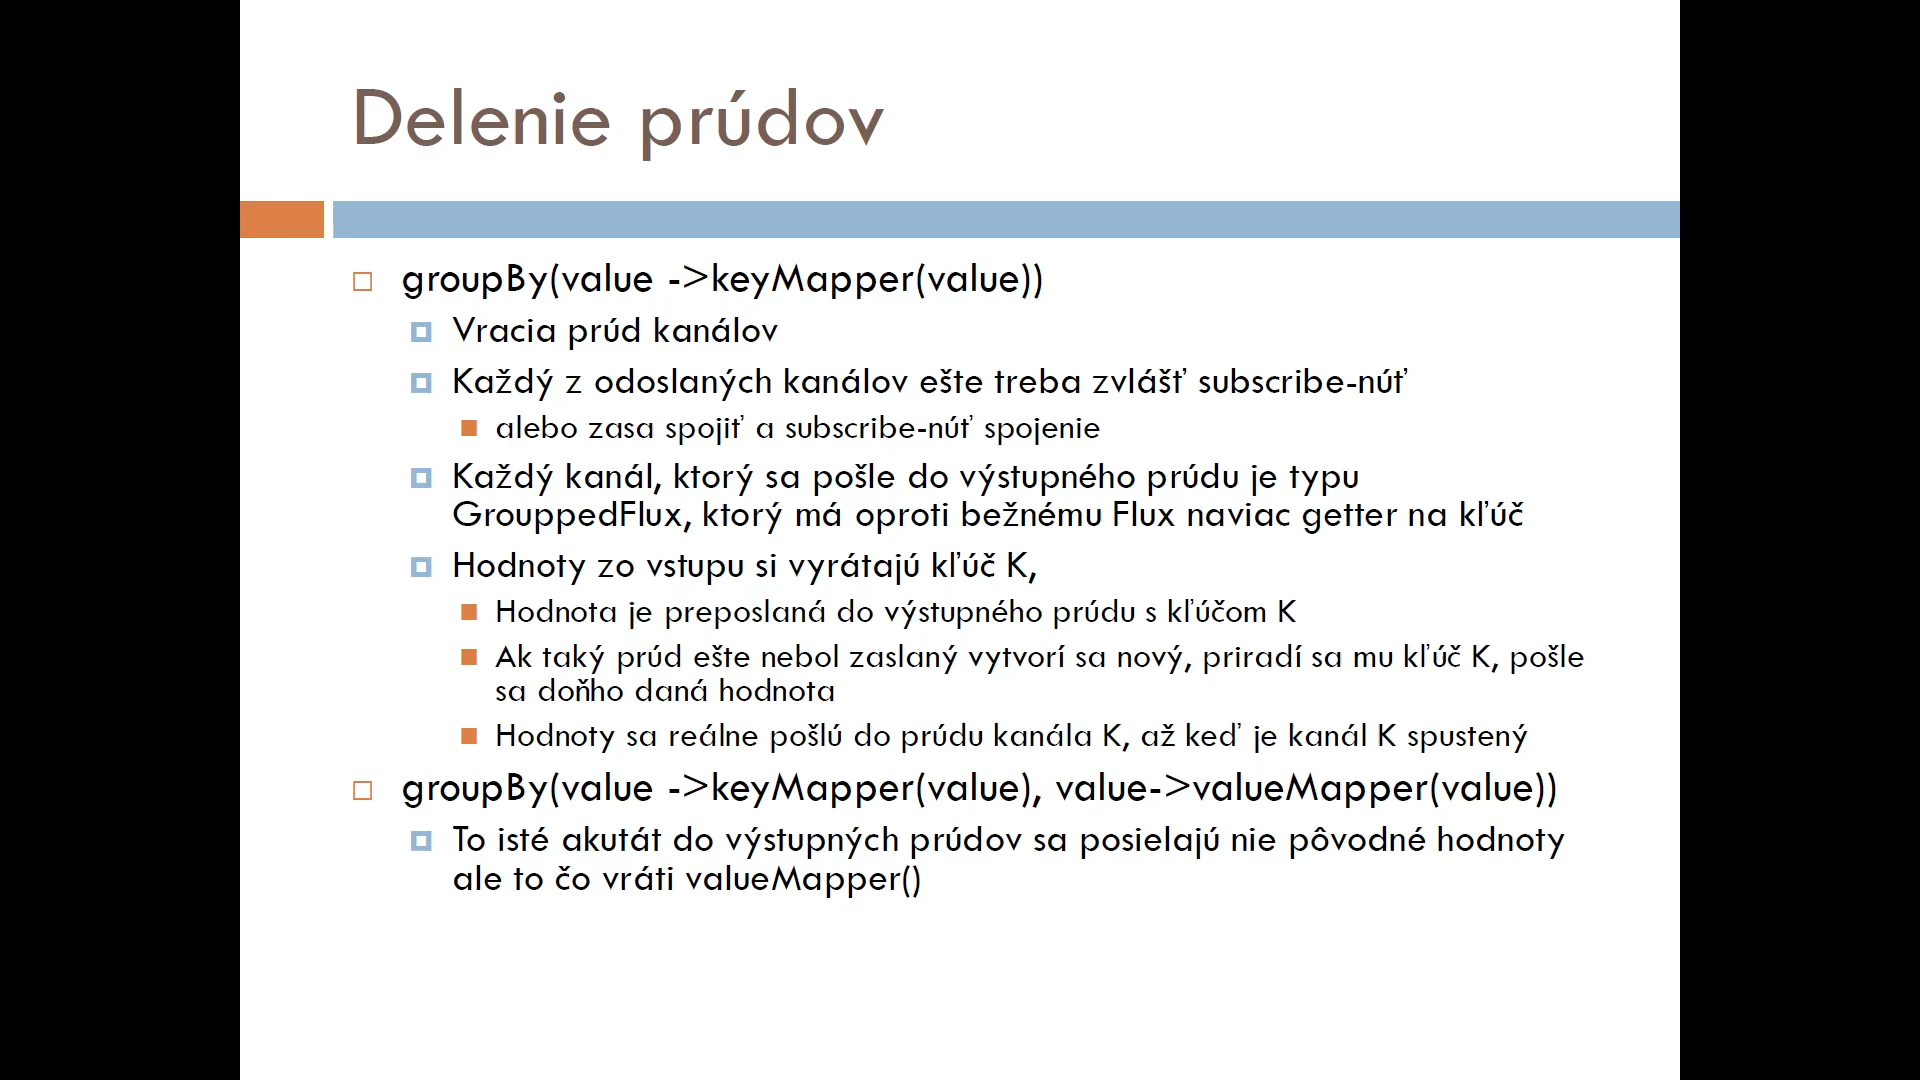 Delenie prúdov
groupBy(value ->keyMapper(value))
Vracia prúd kanálov
Každý z odoslaných kanálov ešte treba zvlášť subscribe-núť
alebo zasa spojiť a subscribe-núť spojenie
Každý kanál, ktorý sa pošle do výstupného prúdu je typu
GrouppedFlux, ktorý má oproti bežnému Flux naviac getter na kľúč
Hodnoty zo vstupu si vyrátajú kľúč K,
Hodnota je preposlaná do výstupného prúdu s kľúčom K
Ak taký prúd ešte nebol zaslaný vytvorí sa nový, priradí sa mu kľúč K, pošle
sa doňho daná hodnota
Hodnoty sa reálne pošlú do prúdu kanála K, až keď je kanál K spustený
groupBy(value ->keyMapper(value), value->valueMapper(value))
To isté akutát do výstupných prúdov sa posielajú nie pôvodné hodnoty
ale to čo vráti valueMapper()